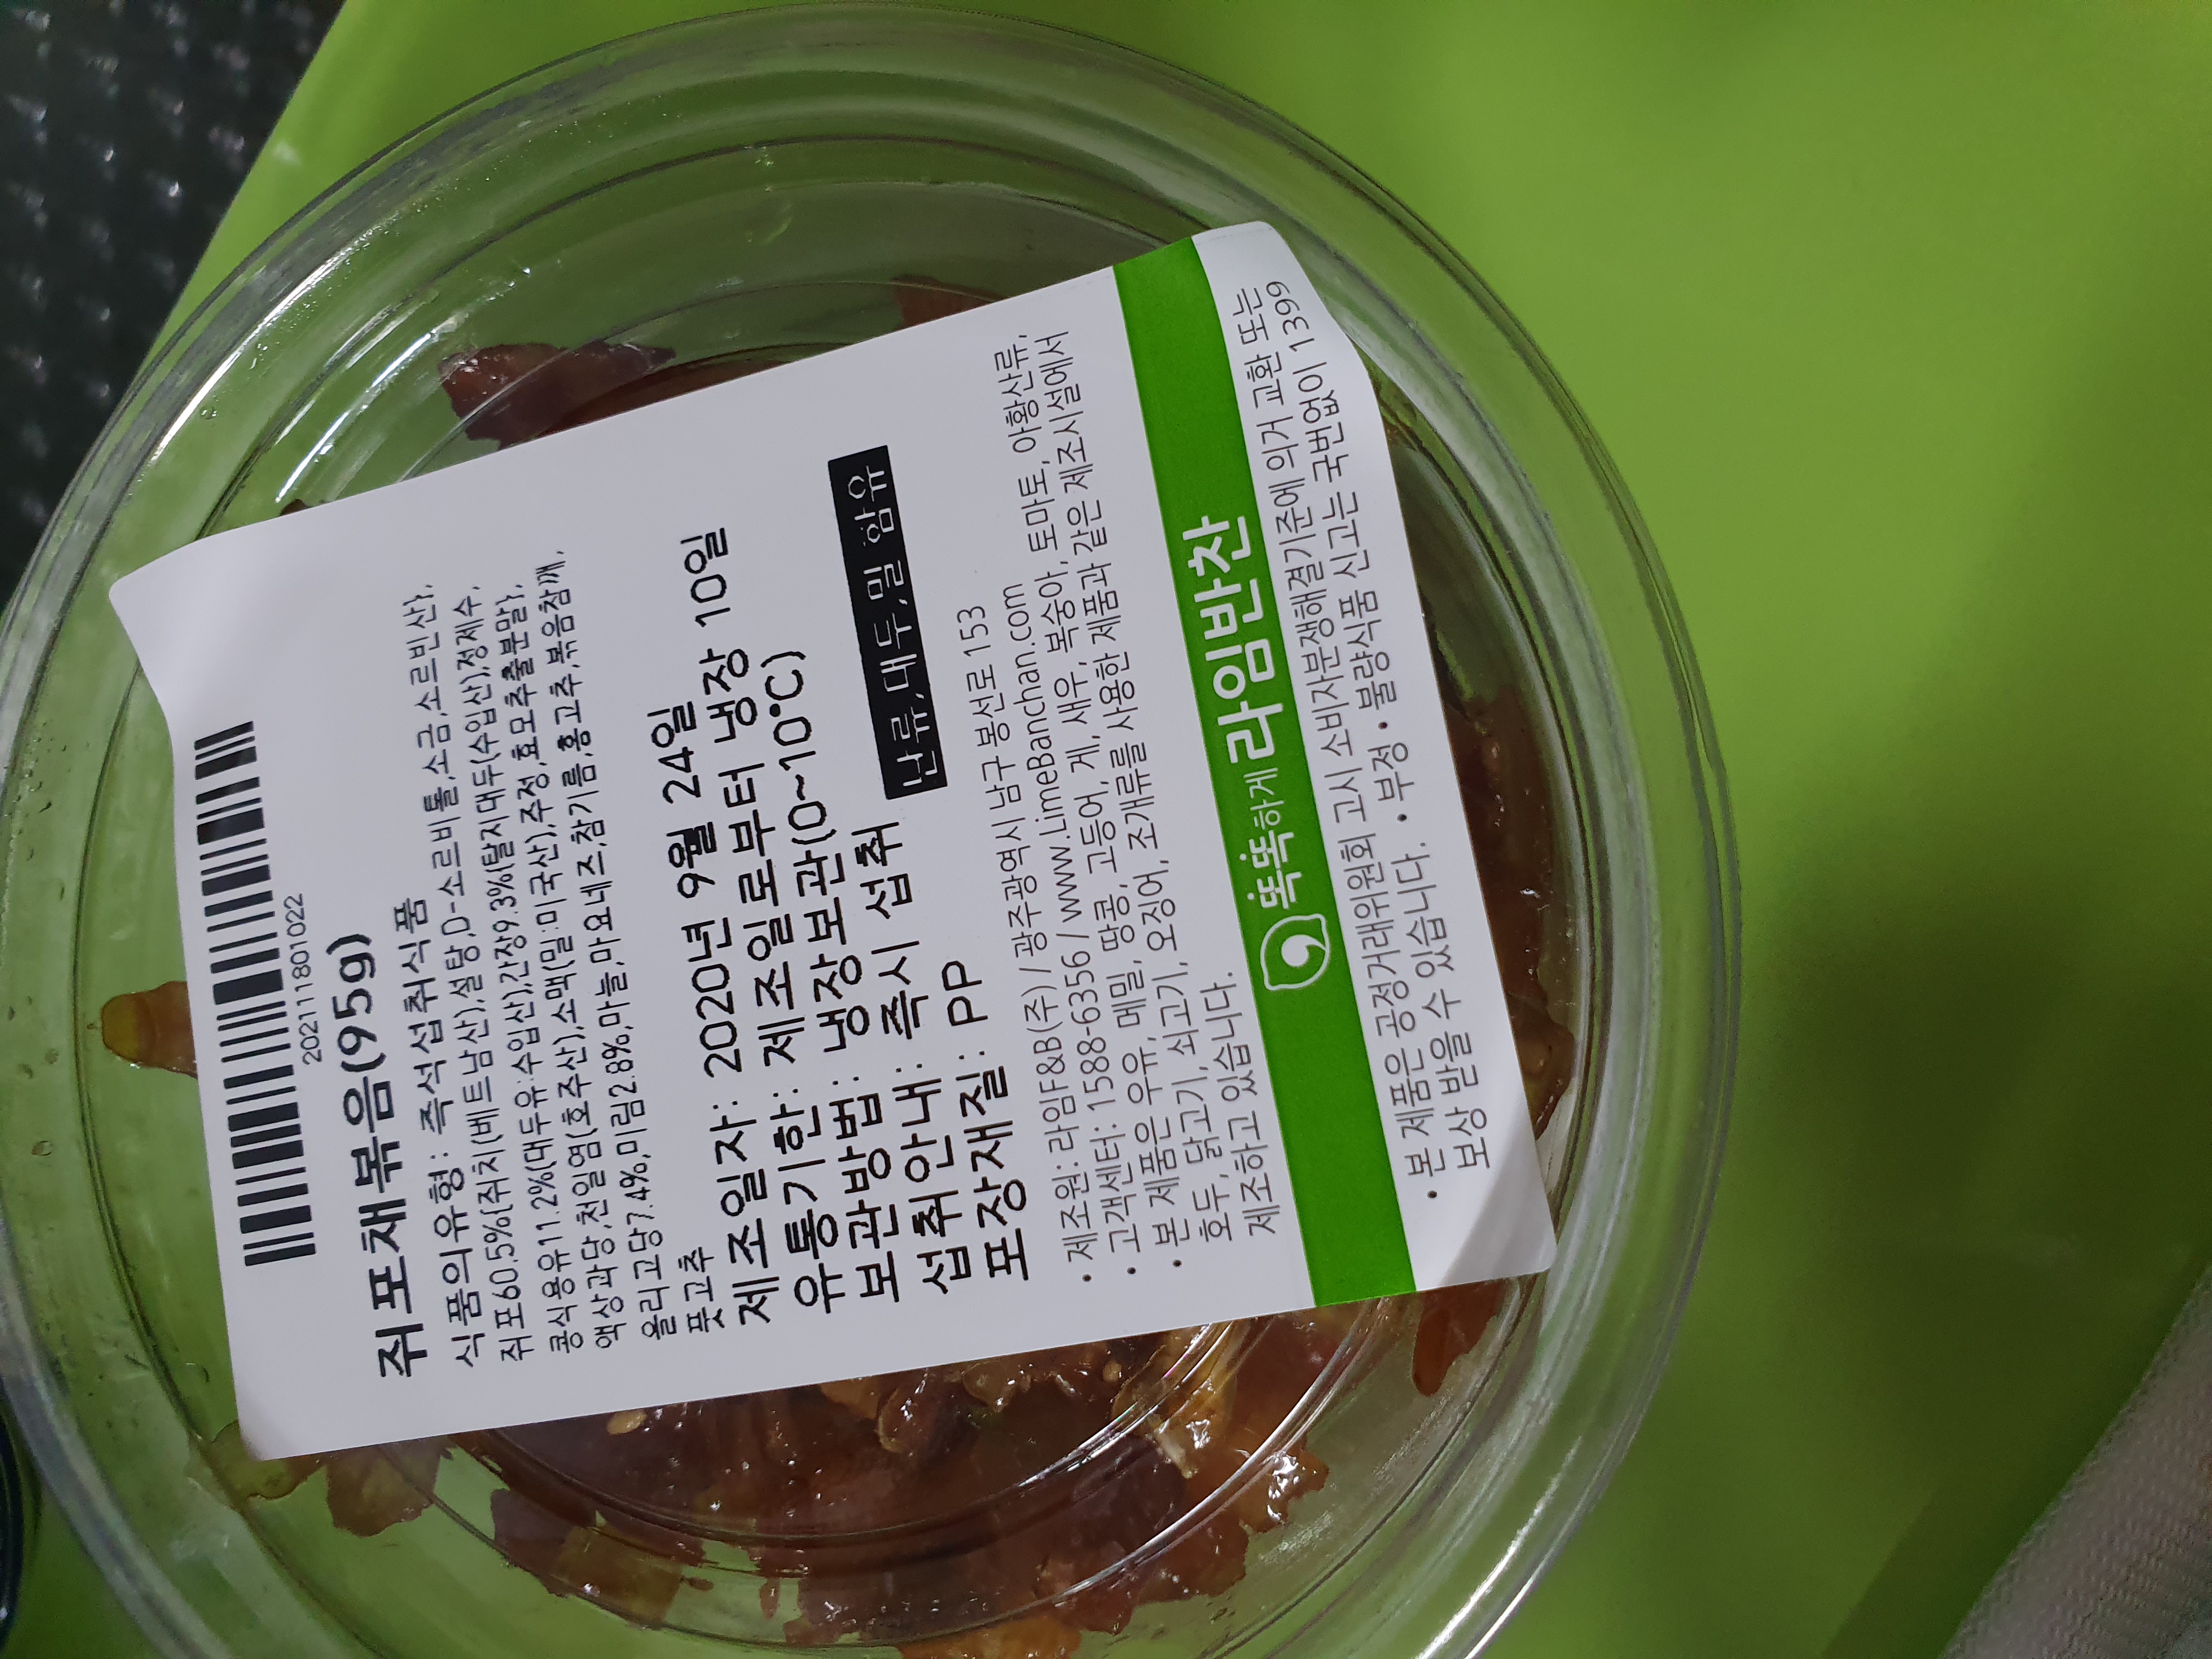 202111801022
쥐포채볶음(95g)
식품의유형: 즉석섭취식품
쥐포60.5%{쥐치(베트남산),설탕,D-소르비톨,소금,소르빈산},
콩식용유11.2%(대두유:수입산),간장9.3%{탈지대두(수입산),정제수,
액상과당,천일염(호주산),소맥(밀:미국산),주정,효모추출분말},
올리고당7.4%,미림2.8%,마늘,마요네즈,참기름,홍고추,볶음참깨,
풋고추
제조일자: 2020년 9월 24일
유통기한: 제조일로부터 냉장 10일
보관방법: 냉장보관(0~10℃)
섭취안내: 즉시 섭취
포장재질: PP
난류,대두,밀 함유
• 제조원: 라임F&B(주) / 광주광역시 남구 봉선로 153
• 고객센터: 1588-6356 / www.LimeBanchan.com
• 본 제품은 우유, 메밀, 땅콩, 고등어, 게, 새우, 복숭아, 토마토, 아황산류,
호두, 닭고기, 쇠고기, 오징어, 조개류를 사용한 제품과 같은 제조시설에서
제조하고 있습니다.
똑똑하게 라임반찬
• 본 제품은 공정거래위원회 고시 소비자분쟁해결기준에 의거 교환 또는
보상 받을 수 있습니다. • 부정 • 불량식품 신고는 국번없이 1399